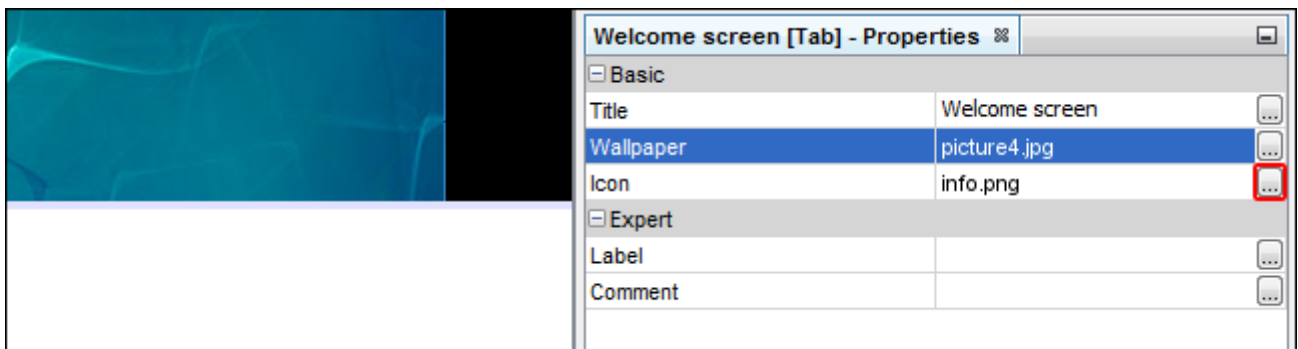 Welcome screen [Tab] - Properties
Basic
Title Welcome screen ...
Wallpaper picture4.jpg ...
Icon info.png ...
Expert
Label ...
Comment ...